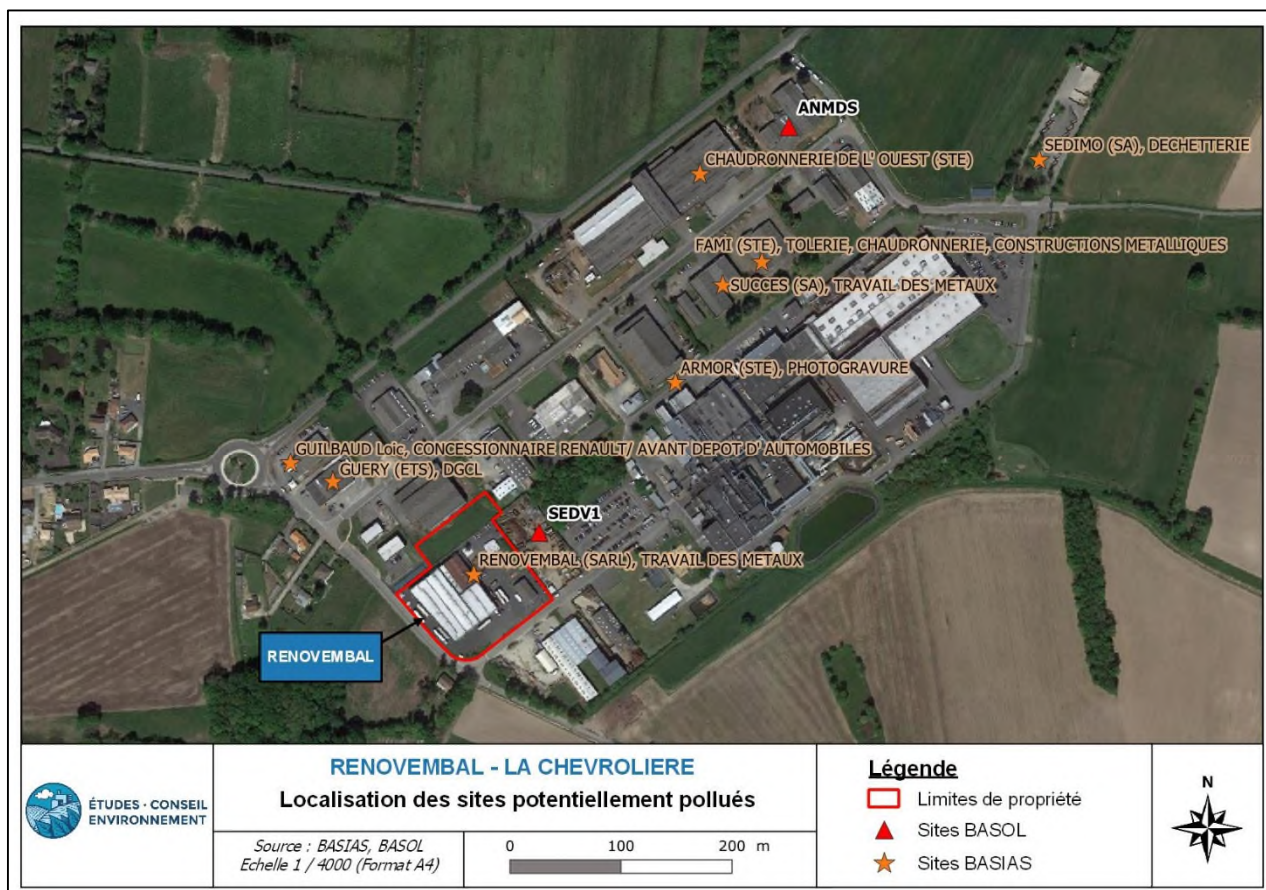 ANMDS
CHAUDRONNERIE DE L' OUEST (STE)
SEDIMO (SA), DECHETTERIE
FAMI (STE), TOLERIE, CHAUDRONNERIE, CONSTRUCTIONS METALLIQUES
SUCCES (SA), TRAVAIL DES METAUX
ARMOR (STE), PHOTOGRAVURE
GUILBAUD Loïc, CONCESSIONNAIRE RENAULT/ AVANT DEPOT D' AUTOMOBILES
GUERY (ETS), DGCL
SEDV1
RENOVEMBAL (SARL), TRAVAIL DES METAUX
RENOVEMBAL
ÉTUDES · CONSEIL
ENVIRONNEMENT
RENOVEMBAL - LA CHEVROLIERE
Localisation des sites potentiellement pollués
Source : BASIAS, BASOL
Echelle 1 / 4000 (Format A4)
0 100 200 m
Légende
Limites de propriété
Sites BASOL
Sites BASIAS
N